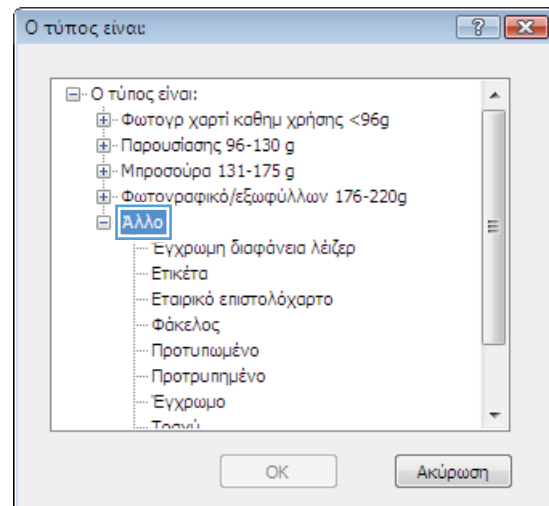 Ο τύπος είναι:
?
Ο τύπος είναι:
Φωτογρ χαρτί καθημ χρήσης <96g
Παρουσίασης 96-130 g
Μπροσούρα 131-175 g
Φωτογραφικό/εξωφύλλων 176-220g
Άλλο
Έγχρωμη διαφάνεια λέιζερ
Ετικέτα
Εταιρικό επιστολόχαρτο
Φάκελος
Προτυπωμένο
Προτρυπημένο
Έγχρωμο
Τραχύ
OK
Ακύρωση